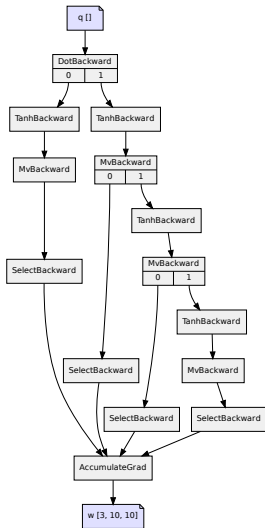 q []
DotBackward
0 1
TanhBackward TanhBackward
MvBackward MvBackward
0 1
TanhBackward
MvBackward
0 1
SelectBackward
TanhBackward
SelectBackward MvBackward
SelectBackward SelectBackward
AccumulateGrad
w [3, 10, 10]